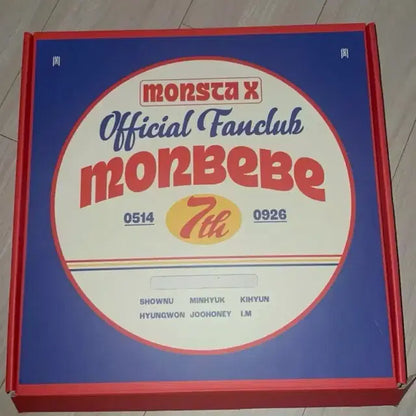 MONSTA X
Official Fanclub
MONBEBE
0514 7th 0926
SHOWNU MINHYUK KIHYUN
HYUNGWON JOOHONEY I.M